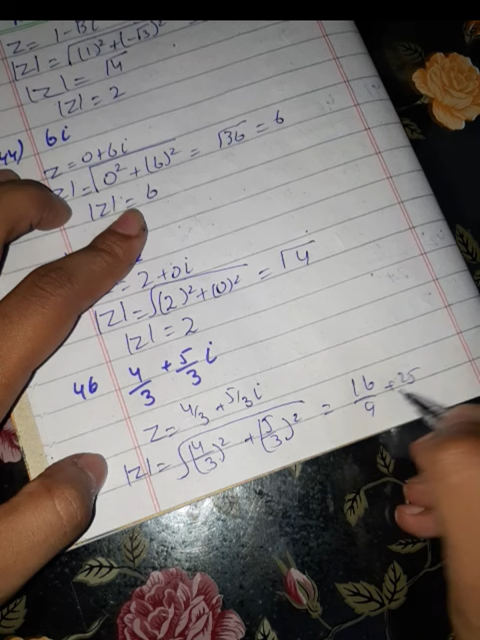 Z = 1-√3i
|Z| = √(1)²+(-√3)²
|Z| = √4
|Z| = 2
44) 6i
Z = 0+6i
|Z| = √0²+(6)² = √36 = 6
|Z| = 6
= 2+0i
|Z| = √(2)²+(0)² = √4
|Z| = 2
46 4/3 + 5/3 i
Z = 4/3 + 5/3 i
|Z| = √(4/3)² + (5/3)² = 16/9 + 25